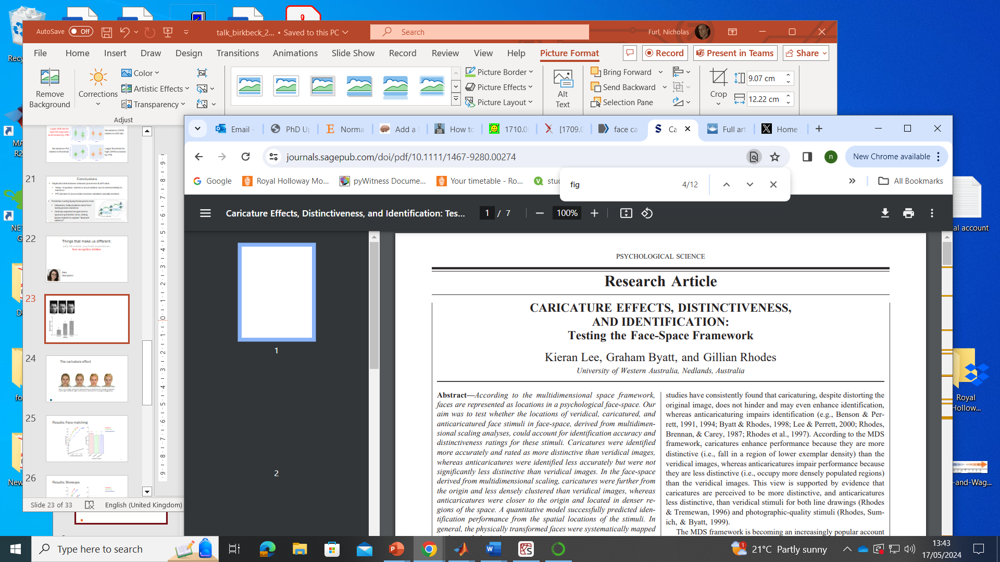 Recy
MA
R2
NET
G
D
fo
New
al account
Royal
Hollow...
-and-Wag...
AutoSave
Off
talk_birkbeck_2... • Saved to this PC
Search
Furl, Nicholas
File Home Insert Draw Design Transitions Animations Slide Show Record Review View Help Picture Format
Record
Present in Teams
Share
Remove
Background
Corrections
Color
Artistic Effects
Transparency
Adjust
Picture Border
Picture Effects
Picture Layout
Alt
Text
Bring Forward
Send Backward
Selection Pane
Crop
9.07 cm
12.22 cm
21
Conclusions
22
Things that make us different:
early life events, psychotic experiences,
face recognition abilities
23
24
The caricature effect
25
Results: Face matching
26
Results: Showups
Slide 23 of 33
English (United Kingdom)
Email -
PhD Up
Norma
Add a
How to
1710.0
[1709.0
face ca
Ca
Full art
Home
journals.sagepub.com/doi/pdf/10.1111/1467-9280.00274
n
New Chrome available
Google
Royal Holloway Mo...
pyWitness Docume...
Your timetable - Ro...
stu
All Bookmarks
fig
4/12
Caricature Effects, Distinctiveness, and Identification: Tes...
1 / 7
100%
1
2
PSYCHOLOGICAL SCIENCE
Research Article
CARICATURE EFFECTS, DISTINCTIVENESS,
AND IDENTIFICATION:
Testing the Face-Space Framework
Kieran Lee, Graham Byatt, and Gillian Rhodes
University of Western Australia, Nedlands, Australia
Abstract—According to the multidimensional space framework,
faces are represented as locations in a psychological face-space. Our
aim was to test whether the locations of veridical, caricatured, and
anticaricatured face stimuli in face-space, derived from multidimen-
sional scaling analyses, could account for identification accuracy and
distinctiveness ratings for these stimuli. Caricatures were identified
more accurately and rated as more distinctive than veridical images,
whereas anticaricatures were identified less accurately but were not
significantly less distinctive than veridical images. In the face-space
derived from multidimensional scaling, caricatures were further from
the origin and less densely clustered than veridical images, whereas
anticaricatures were closer to the origin and located in denser re-
gions of the space. A quantitative model successfully predicted iden-
tification performance from the spatial locations of the stimuli. In
general, the physically transformed faces were systematically mapped
studies have consistently found that caricaturing, despite distorting the
original image, does not hinder and may even enhance identification,
whereas anticaricaturing impairs identification (e.g., Benson & Per-
rett, 1991, 1994; Byatt & Rhodes, 1998; Lee & Perrett, 2000; Rhodes,
Brennan, & Carey, 1987; Rhodes et al., 1997). According to the MDS
framework, caricatures enhance performance because they are more
distinctive (i.e., fall in a region of lower exemplar density) than the
veridical images, whereas anticaricatures impair performance because
they are less distinctive (i.e., occupy more densely populated regions)
than the veridical images. This view is supported by evidence that
caricatures are perceived to be more distinctive, and anticaricatures
less distinctive, than veridical stimuli for both line drawings (Rhodes
& Tremewan, 1996) and photographic-quality stimuli (Rhodes, Sum-
ich, & Byatt, 1999).
The MDS framework is becoming an increasingly popular account
Type here to search
21°C Partly sunny
13:43
17/05/2024